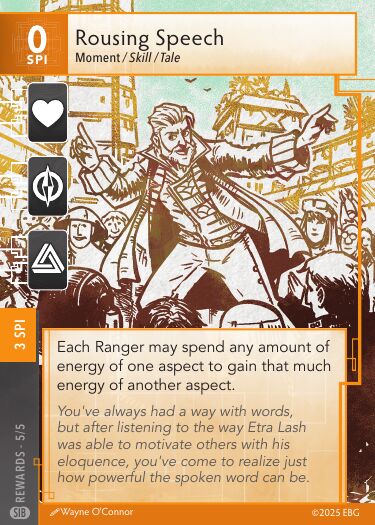 0
SPI
Rousing Speech
Moment / Skill / Tale
3 SPI
Each Ranger may spend any amount of
energy of one aspect to gain that much
energy of another aspect.
You've always had a way with words,
but after listening to the way Etra Lash
was able to motivate others with his
eloquence, you've come to realize just
how powerful the spoken word can be.
REWARDS - 5/5
SIB
Wayne O'Connor
©2025 EBG